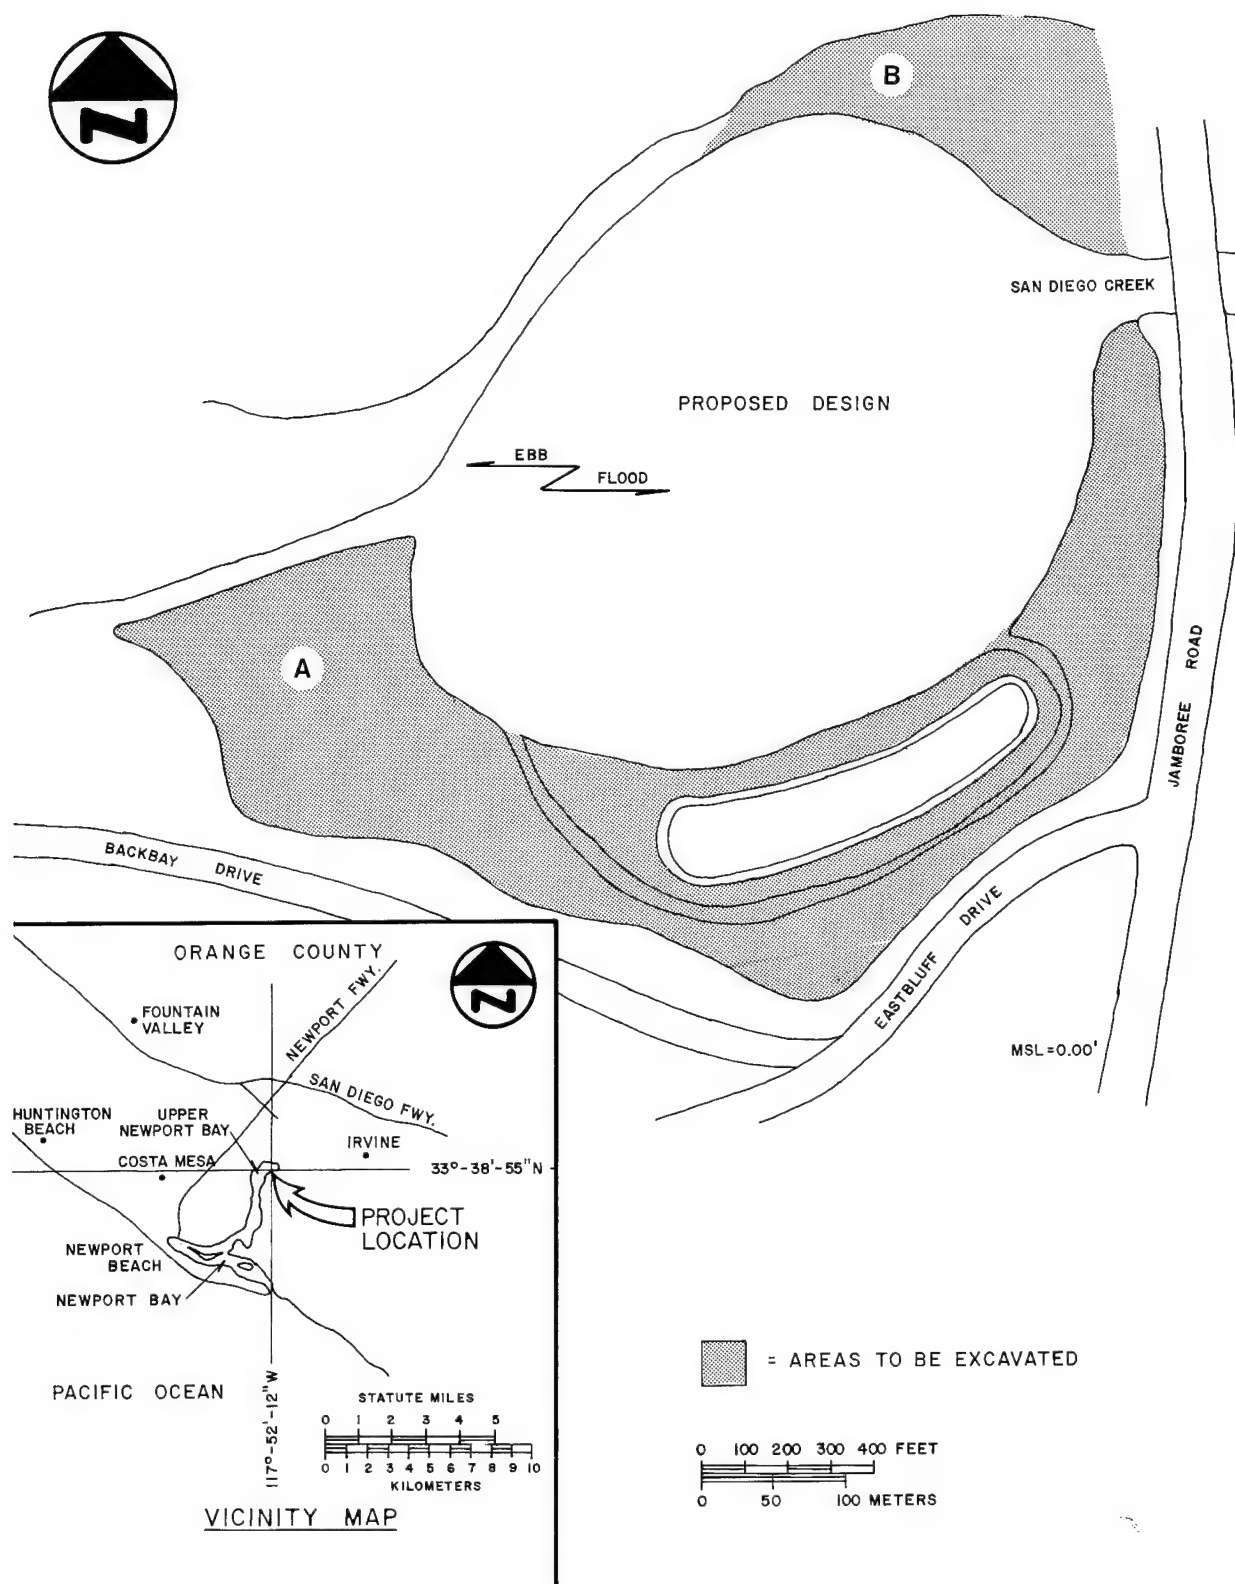 N
B
SAN DIEGO CREEK
PROPOSED DESIGN
EBB
FLOOD
A
JAMBOREE ROAD
BACKBAY DRIVE
EASTBLUFF DRIVE
MSL=0.00'
ORANGE COUNTY
N
NEWPORT FWY.
FOUNTAIN
VALLEY
SAN DIEGO FWY.
HUNTINGTON
BEACH
UPPER
NEWPORT BAY
IRVINE
COSTA MESA
33°-38'-55"N
PROJECT
LOCATION
NEWPORT
BEACH
NEWPORT BAY
PACIFIC OCEAN
117°-52'-12"W
STATUTE MILES
0 1 2 3 4 5
0 1 2 3 4 5 6 7 8 9 10
KILOMETERS
VICINITY MAP
= AREAS TO BE EXCAVATED
0 100 200 300 400 FEET
0 50 100 METERS